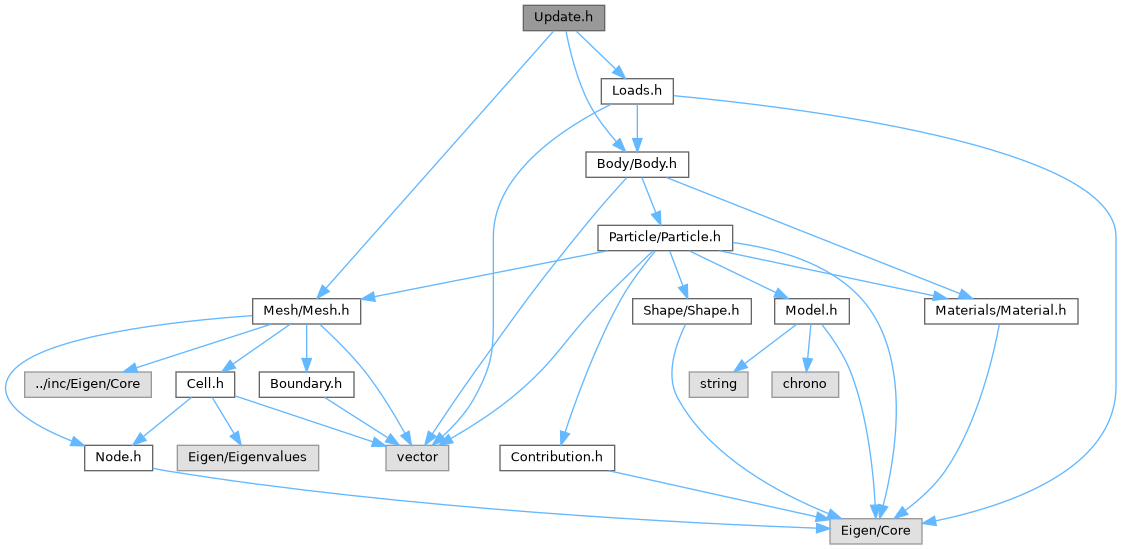 Update.h
Loads.h
Body/Body.h
Particle/Particle.h
Mesh/Mesh.h
Shape/Shape.h
Model.h
Materials/Material.h
../inc/Eigen/Core
Cell.h
Boundary.h
string
chrono
Node.h
Eigen/Eigenvalues
vector
Contribution.h
Eigen/Core